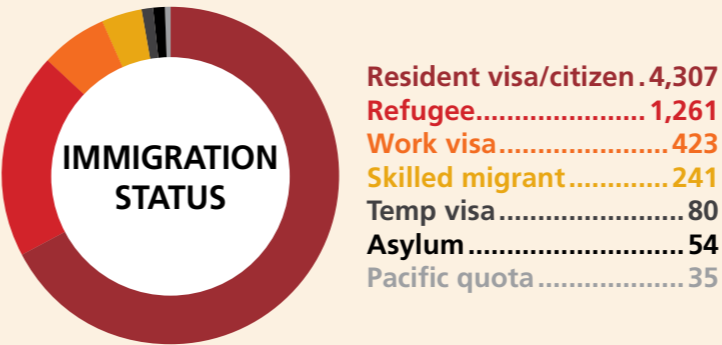 IMMIGRATION
STATUS
Resident visa/citizen . 4,307
Refugee..................... 1,261
Work visa..................... 423
Skilled migrant............. 241
Temp visa....................... 80
Asylum........................... 54
Pacific quota.................. 35